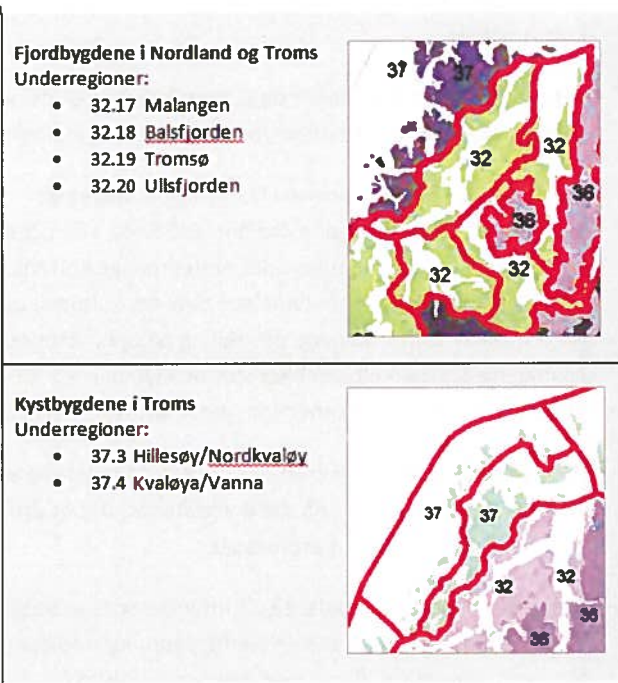 Fjordbygdene i Nordland og Troms
Underregioner:
• 32.17 Malangen
• 32.18 Balsfjorden
• 32.19 Tromsø
• 32.20 Ullsfjorden
37 37
32 32
36
36
32 32
Kystbygdene i Troms
Underregioner:
• 37.3 Hillesøy/Nordkvaløy
• 37.4 Kvaløya/Vanna
37 37
32 32
36
36